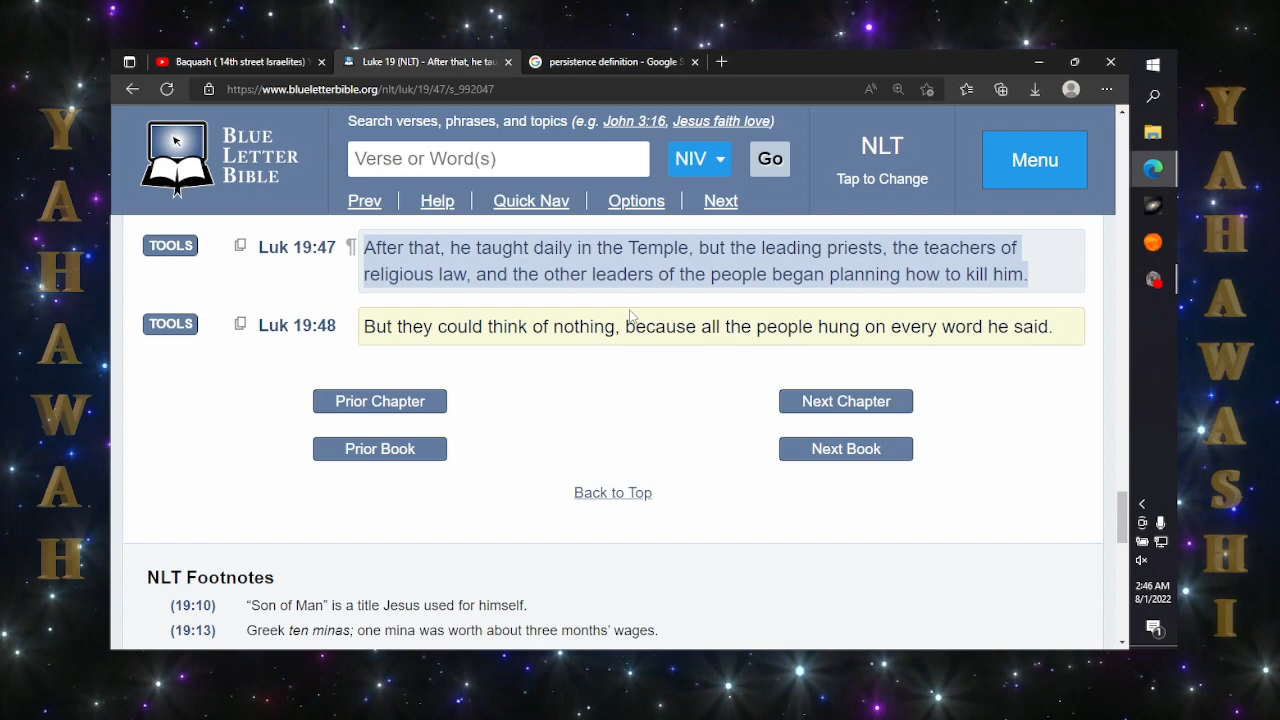 Baquash ( 14th street Israelites)
Luke 19 (NLT) - After that, he tau
persistence definition - Google S
https://www.blueletterbible.org/nlt/luk/19/47/s_992047
BLUE
LETTER
BIBLE
Search verses, phrases, and topics (e.g. John 3:16, Jesus faith love)
Verse or Word(s)
NIV
Go
Prev
Help
Quick Nav
Options
Next
NLT
Tap to Change
Menu
TOOLS Luk 19:47 ¶ After that, he taught daily in the Temple, but the leading priests, the teachers of
religious law, and the other leaders of the people began planning how to kill him.
TOOLS Luk 19:48 But they could think of nothing, because all the people hung on every word he said.
Prior Chapter
Next Chapter
Prior Book
Next Book
Back to Top
NLT Footnotes
(19:10) “Son of Man” is a title Jesus used for himself.
(19:13) Greek ten minas; one mina was worth about three months’ wages.
2:46 AM
8/1/2022
1
Y
A
H
A
W
A
H
Y
A
H
A
W
A
S
H
I